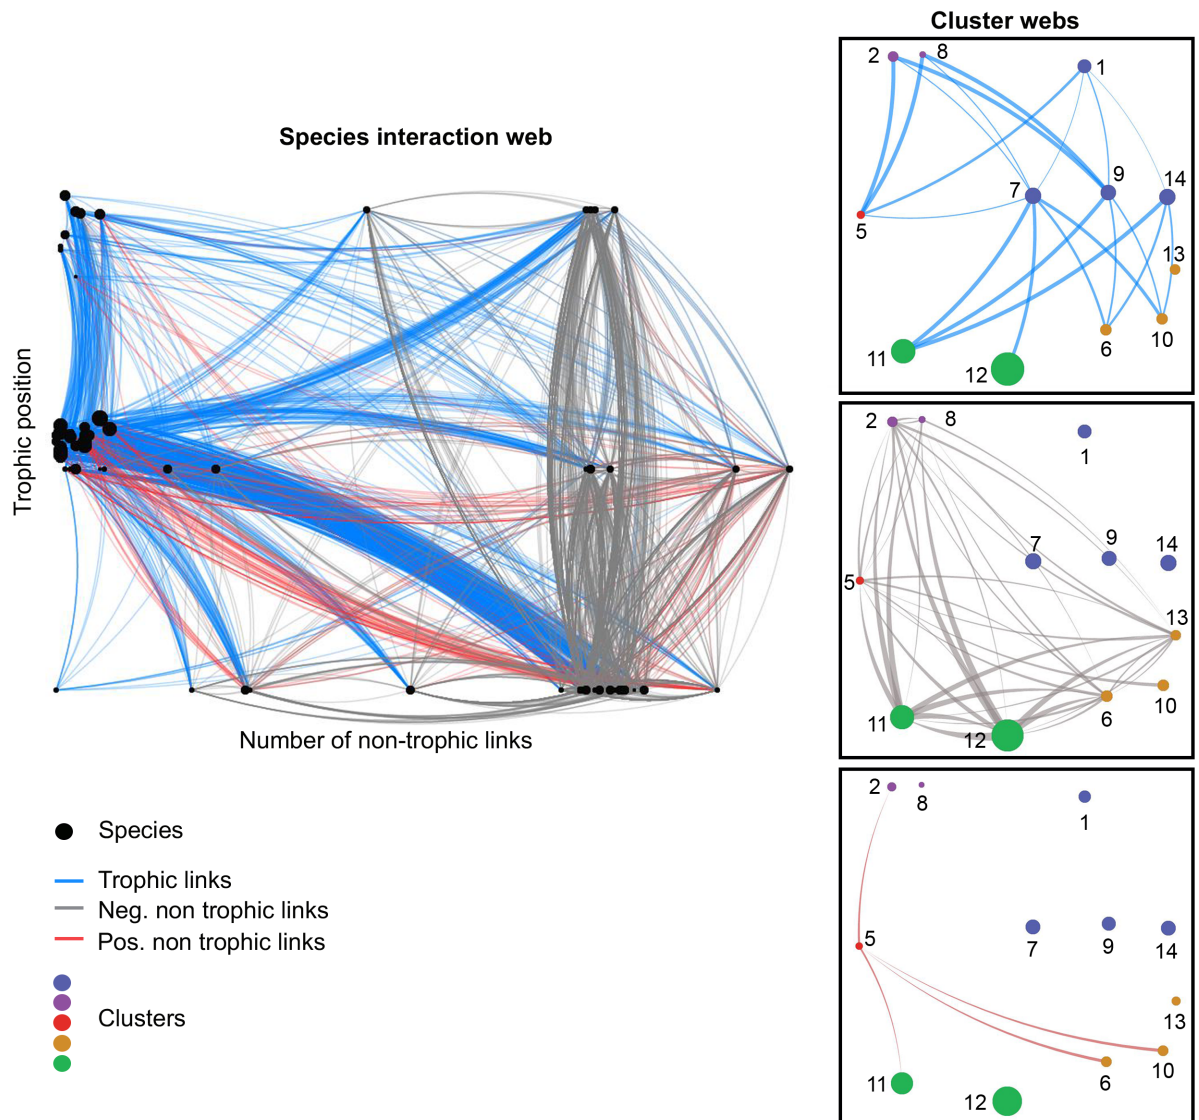 Cluster webs
Species interaction web
Trophic position
Number of non-trophic links
Species
Trophic links
Neg. non trophic links
Pos. non trophic links
Clusters
2 8 1
7 9 14
5
13
11 12 6 10
2 8 1
7 9 14
5
13
11 12 6 10
2 8 1
5 7 9 14
13
11 12 6 10